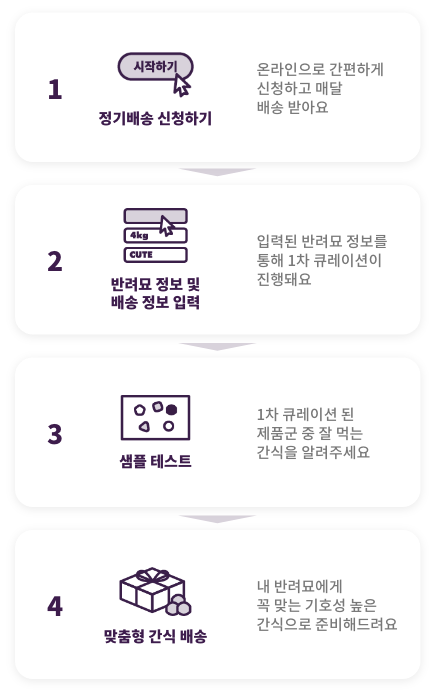 1
시작하기
정기배송 신청하기
온라인으로 간편하게
신청하고 매달
배송 받아요
2
4kg
CUTE
반려묘 정보 및
배송 정보 입력
입력된 반려묘 정보를
통해 1차 큐레이션이
진행돼요
3
샘플 테스트
1차 큐레이션 된
제품군 중 잘 먹는
간식을 알려주세요
4
맞춤형 간식 배송
내 반려묘에게
꼭 맞는 기호성 높은
간식으로 준비해드려요